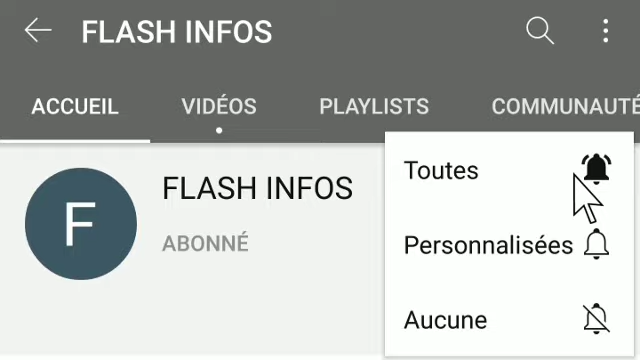 FLASH INFOS
ACCUEIL VIDÉOS PLAYLISTS COMMUNAUTÉ
F
FLASH INFOS
ABONNÉ
Toutes
Personnalisées
Aucune